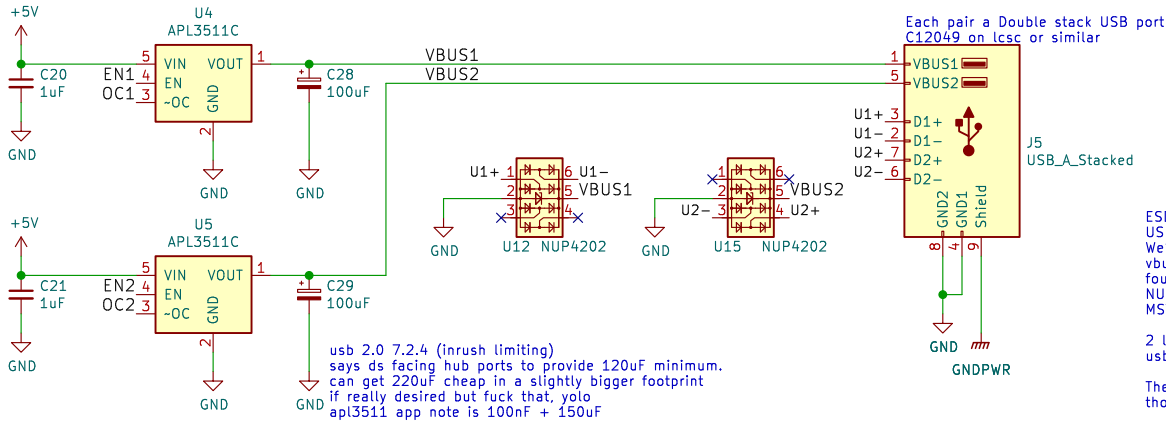 +5V
U4
APL3511C
5 VIN VOUT 1
EN1 4 EN
OC1 3 ~OC
GND
2
C20
1uF
GND
GND
C28
100uF
GND
VBUS1
VBUS2
Each pair a Double stack USB port
C12049 on lcsc or similar
1 VBUS1
5 VBUS2
U1+ 3 D1+
U1- 2 D1-
U2+ 7 D2+
U2- 6 D2-
GND2 GND1 Shield
8 4 9
J5
USB_A_Stacked
GND
GNDPWR
U1+ 1 6 U1-
2 5 VBUS1
3 4
GND
U12 NUP4202
1 6
2 5 VBUS2
U2- 3 4 U2+
GND
U15 NUP4202
+5V
U5
APL3511C
5 VIN VOUT 1
EN2 4 EN
OC2 3 ~OC
GND
2
C21
1uF
GND
GND
C29
100uF
GND
usb 2.0 7.2.4 (inrush limiting)
says ds facing hub ports to provide 120uF minimum.
can get 220uF cheap in a slightly bigger footprint
if really desired but fuck that, yolo
apl3511 app note is 100nF + 150uF
We
NU
MS
2